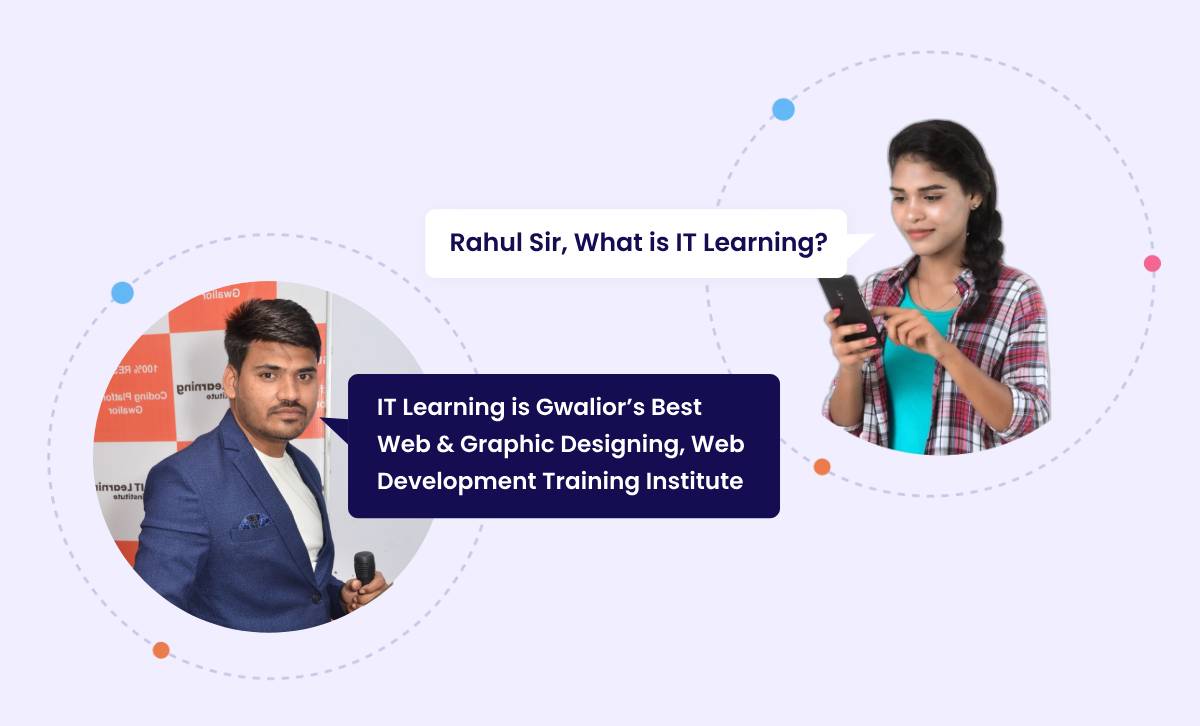 Rahul Sir, What is IT Learning?
IT Learning is Gwalior’s Best
Web & Graphic Designing, Web
Development Training Institute
Gwalior
100% RES
Learning
Coding Platfor
Gwalior
IT Learnin
Institute